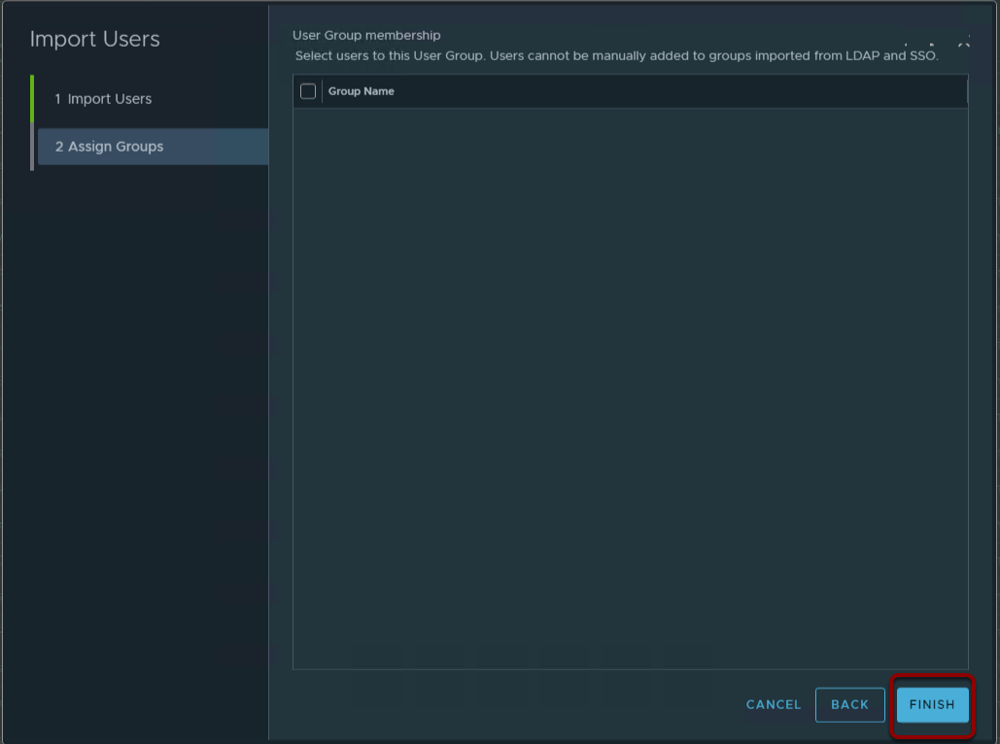 Import Users
1 Import Users
2 Assign Groups
User Group membership
Select users to this User Group. Users cannot be manually added to groups imported from LDAP and SSO.
Group Name
CANCEL
BACK
FINISH